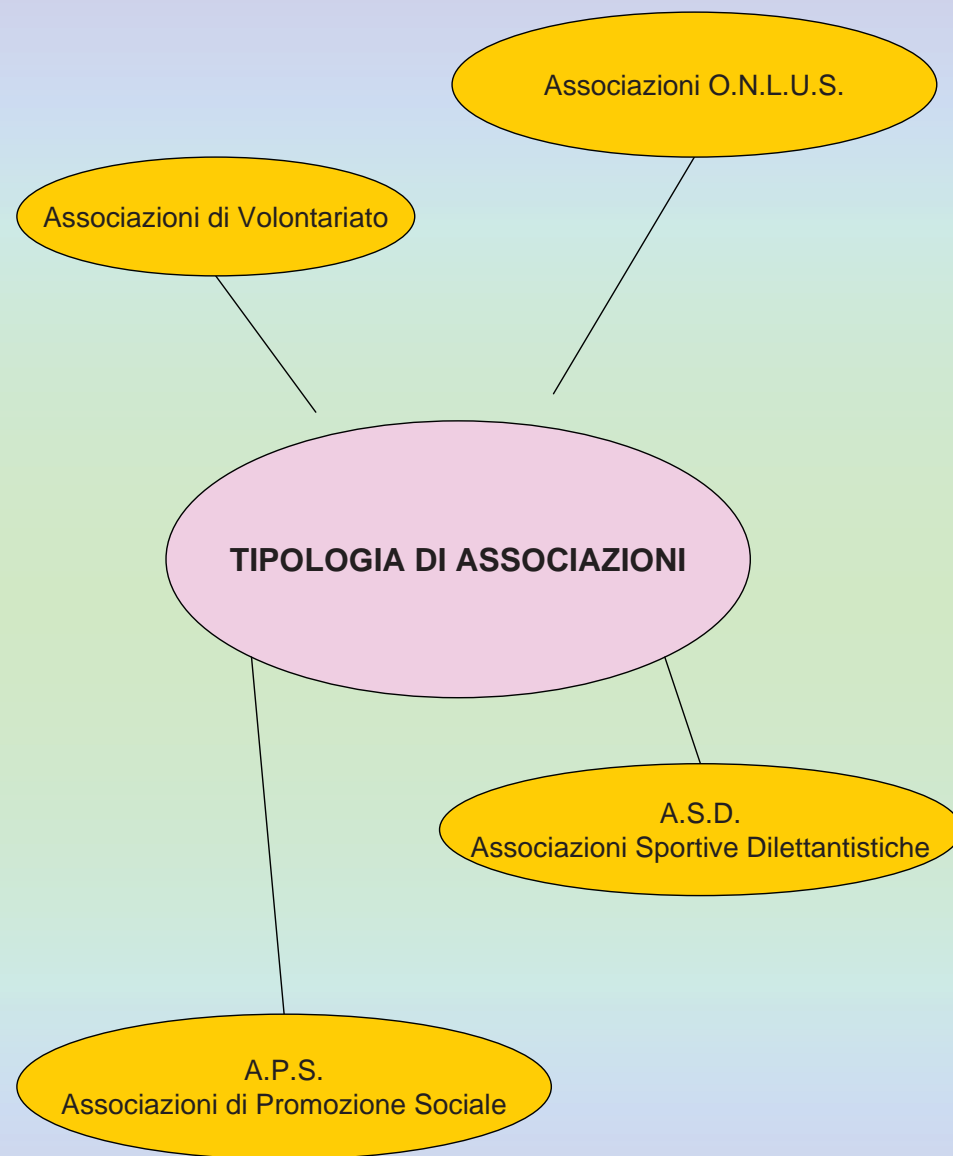 Associazioni O.N.L.U.S.
Associazioni di Volontariato
TIPOLOGIA DI ASSOCIAZIONI
A.S.D.
Associazioni Sportive Dilettantistiche
A.P.S.
Associazioni di Promozione Sociale